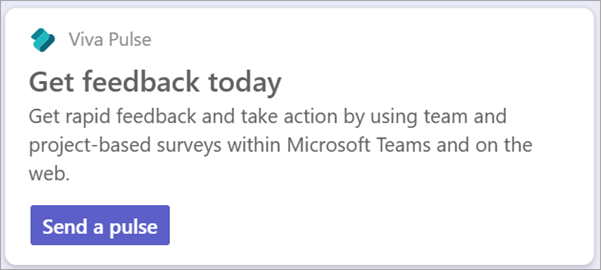 Viva Pulse
Get feedback today
Get rapid feedback and take action by using team and
project-based surveys within Microsoft Teams and on the
web.
Send a pulse